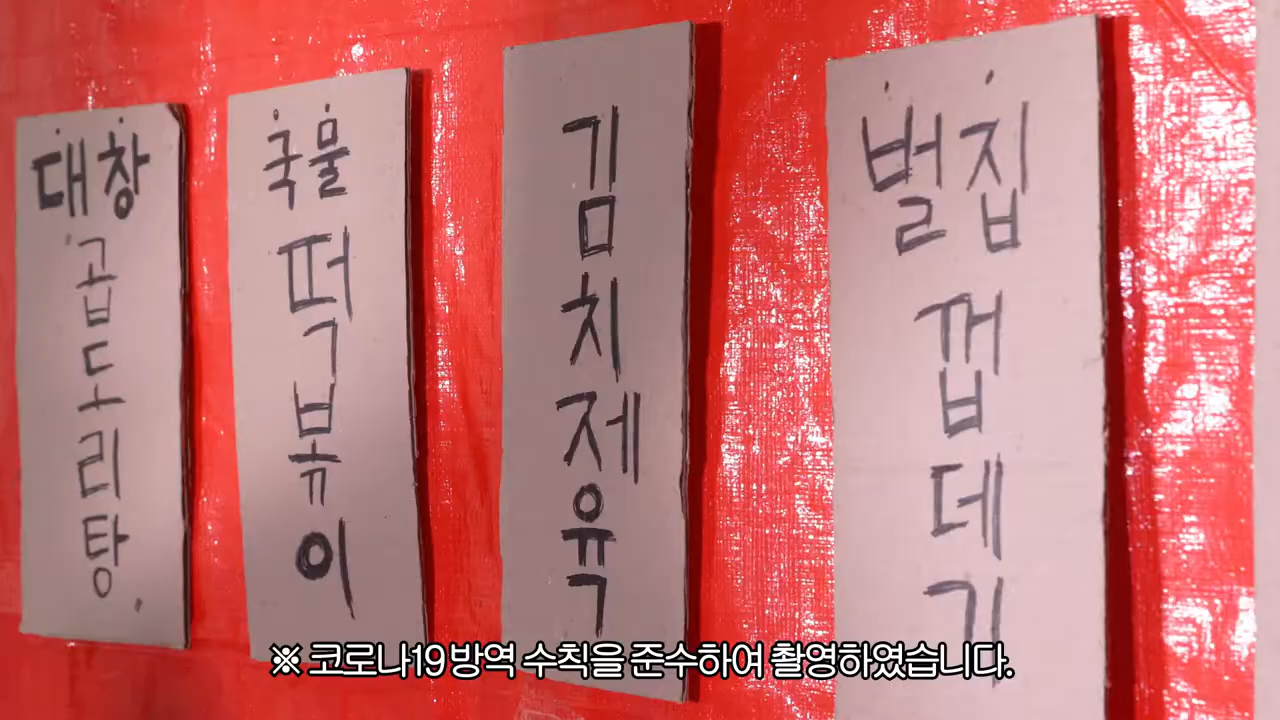 대창
곱도리탕
국물
떡볶이
김치제육
벌집
껍데기
※ 코로나19 방역 수칙을 준수하여 촬영하였습니다.